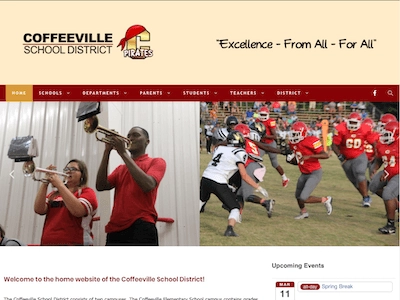 COFFEEVILLE
SCHOOL DISTRICT
C
PIRATES
"Excellence - From All - For All"
HOME SCHOOLS DEPARTMENTS PARENTS STUDENTS TEACHERS DISTRICT
4
CD
Welcome to the home website of the Coffeeville School District!
The Coffeeville School District consists of two campuses. The Coffeeville Elementary School campus contains grades
Upcoming Events
MAR
11
all-day Spring Break